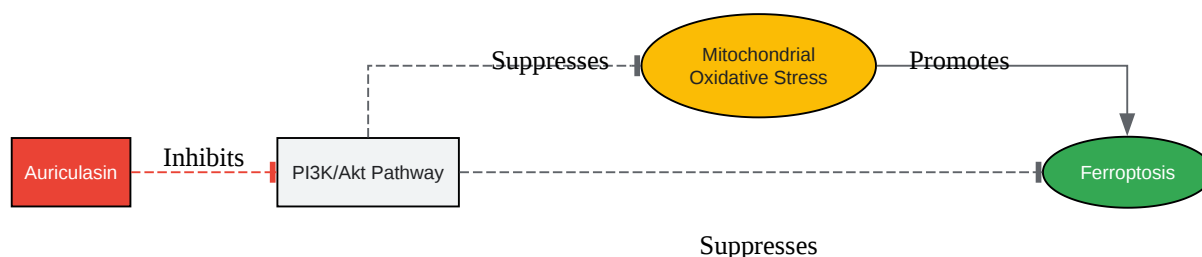 Suppresses
Mitochondrial
Oxidative Stress
Promotes
Auriculasin
Inhibits
PI3K/Akt Pathway
Ferroptosis
Suppresses